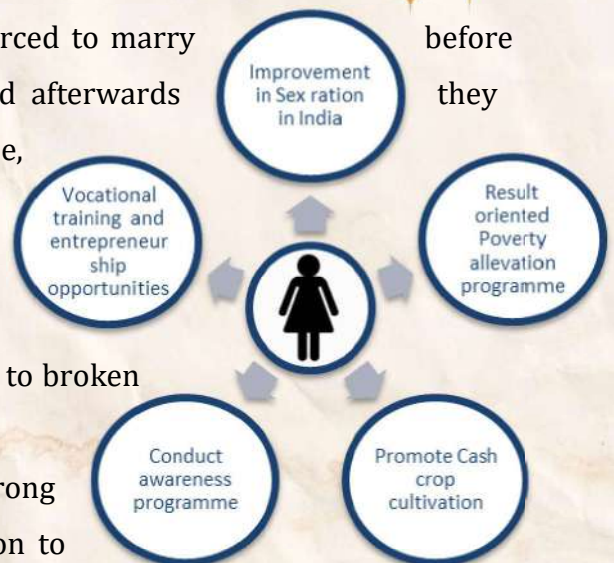 rced to marry before
d afterwards they
e,
to broken
rong
on to
Improvement
in Sex ration
in India
Vocational
training and
entrepreneur
ship
opportunities
Result
oriented
Poverty
allevation
programme
Conduct
awareness
programme
Promote Cash
crop
cultivation